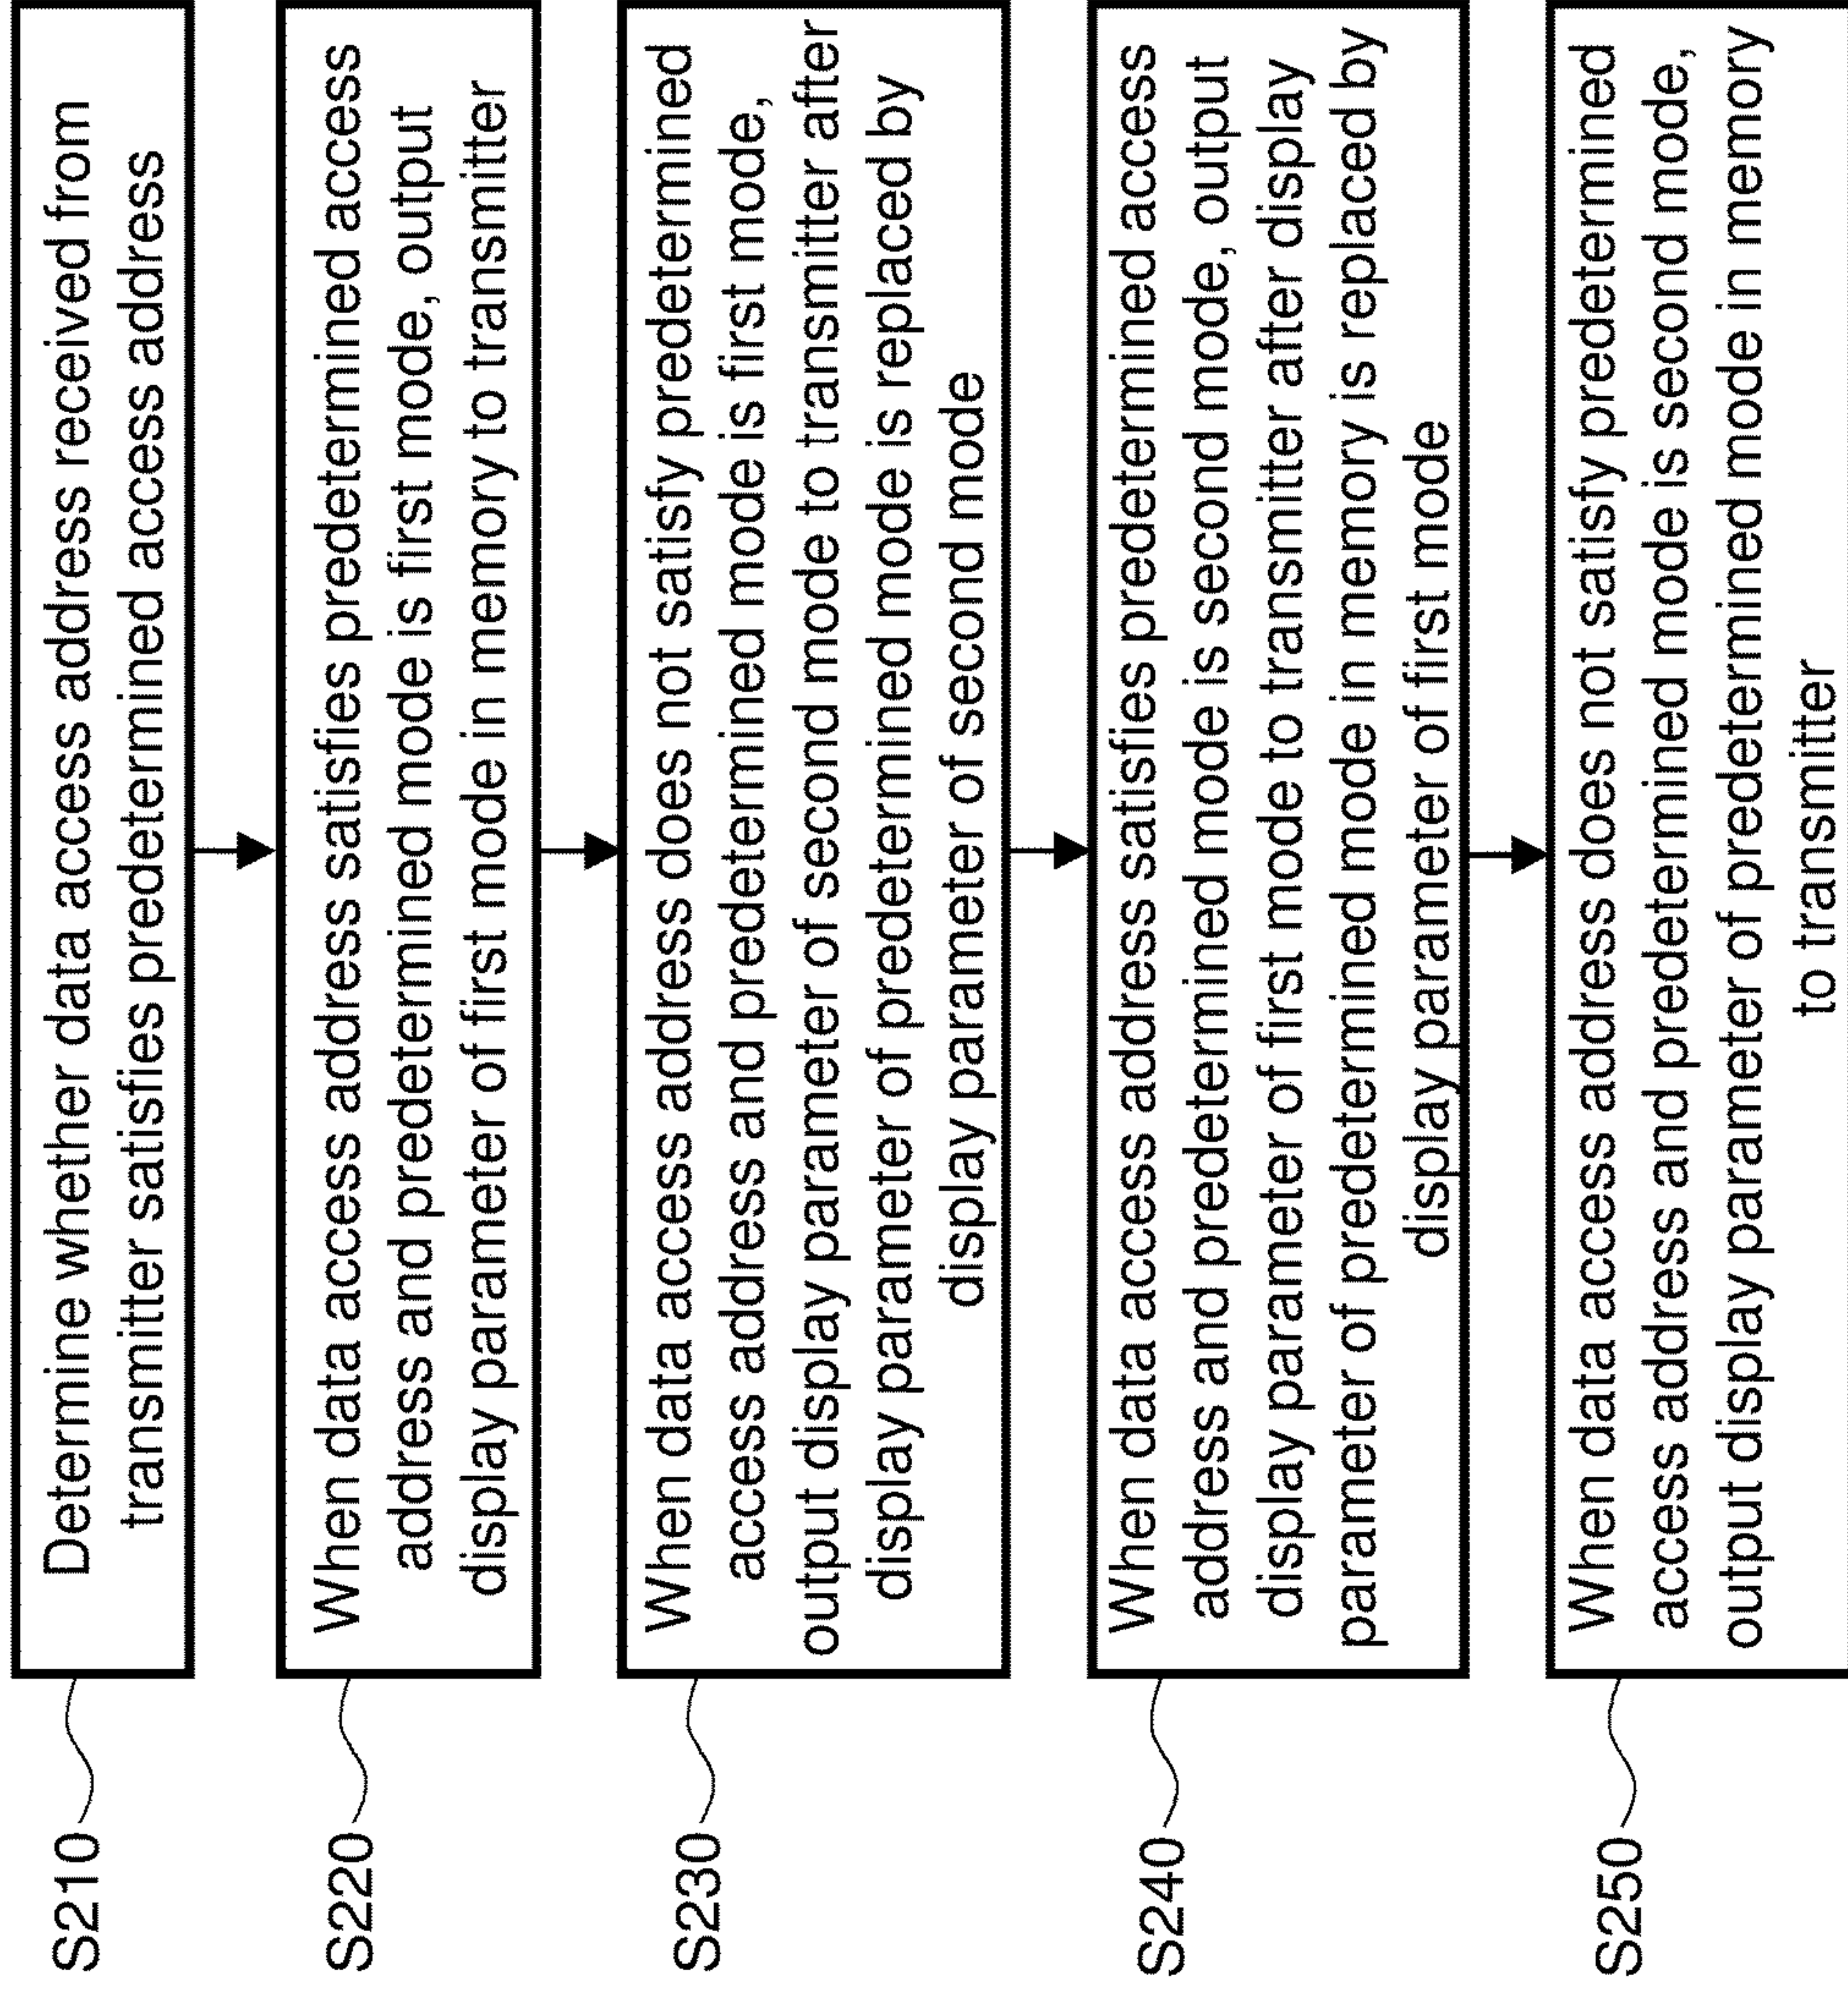 S210
Determine whether data access address received from
transmitter satisfies predetermined access address
S220
When data access address satisfies predetermined access
address and predetermined mode is first mode, output
display parameter of first mode in memory to transmitter
S230
When data access address does not satisfy predetermined
access address and predetermined mode is first mode,
output display parameter of second mode to transmitter after
display parameter of predetermined mode is replaced by
display parameter of second mode
S240
When data access address satisfies predetermined access
address and predetermined mode is second mode, output
display parameter of first mode to transmitter after display
parameter of predetermined mode in memory is replaced by
display parameter of first mode
S250
When data access address does not satisfy predetermined
access address and predetermined mode is second mode,
output display parameter of predetermined mode in memory
to transmitter